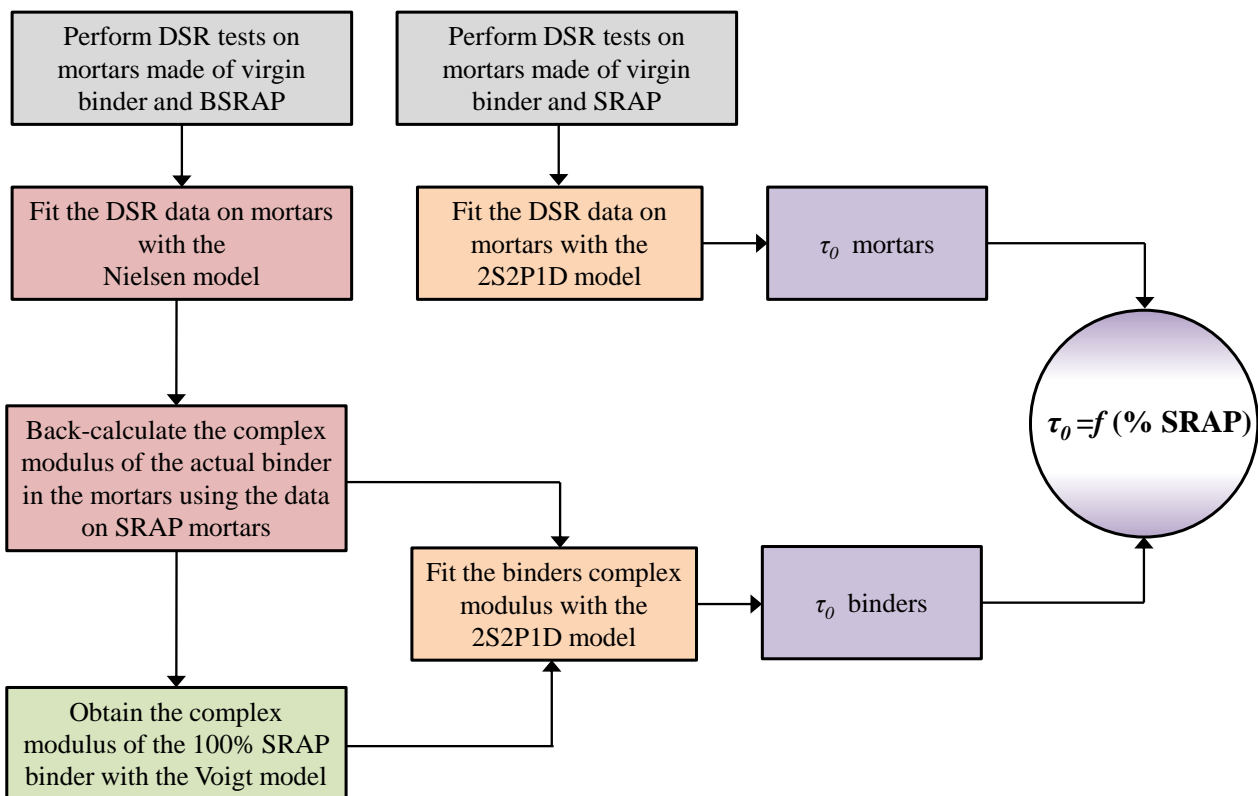 Perform DSR tests on
mortars made of virgin
binder and BSRAP
Perform DSR tests on
mortars made of virgin
binder and SRAP
Fit the DSR data on mortars
with the
Nielsen model
Fit the DSR data on
mortars with the
2S2P1D model
τ0 mortars
τ0 =f (% SRAP)
Back-calculate the complex
modulus of the actual binder
in the mortars using the data
on SRAP mortars
Fit the binders complex
modulus with the
2S2P1D model
τ0 binders
Obtain the complex
modulus of the 100% SRAP
binder with the Voigt model